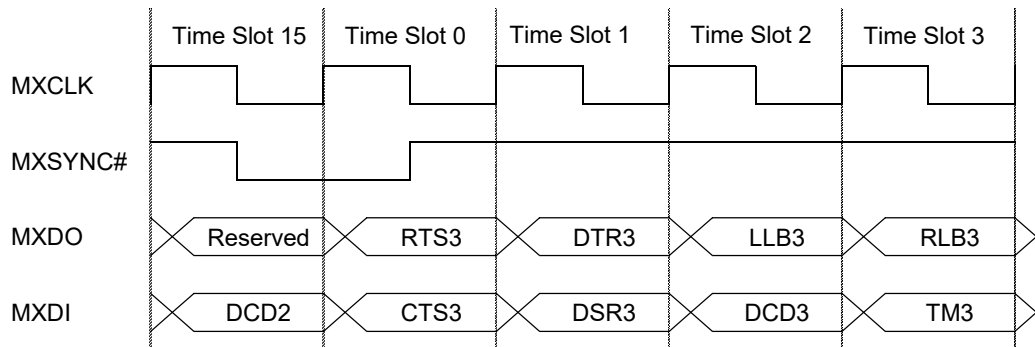 Time Slot 15 Time Slot 0 Time Slot 1 Time Slot 2 Time Slot 3
MXCLK
MXSYNC#
MXDO Reserved RTS3 DTR3 LLB3 RLB3
MXDI DCD2 CTS3 DSR3 DCD3 TM3